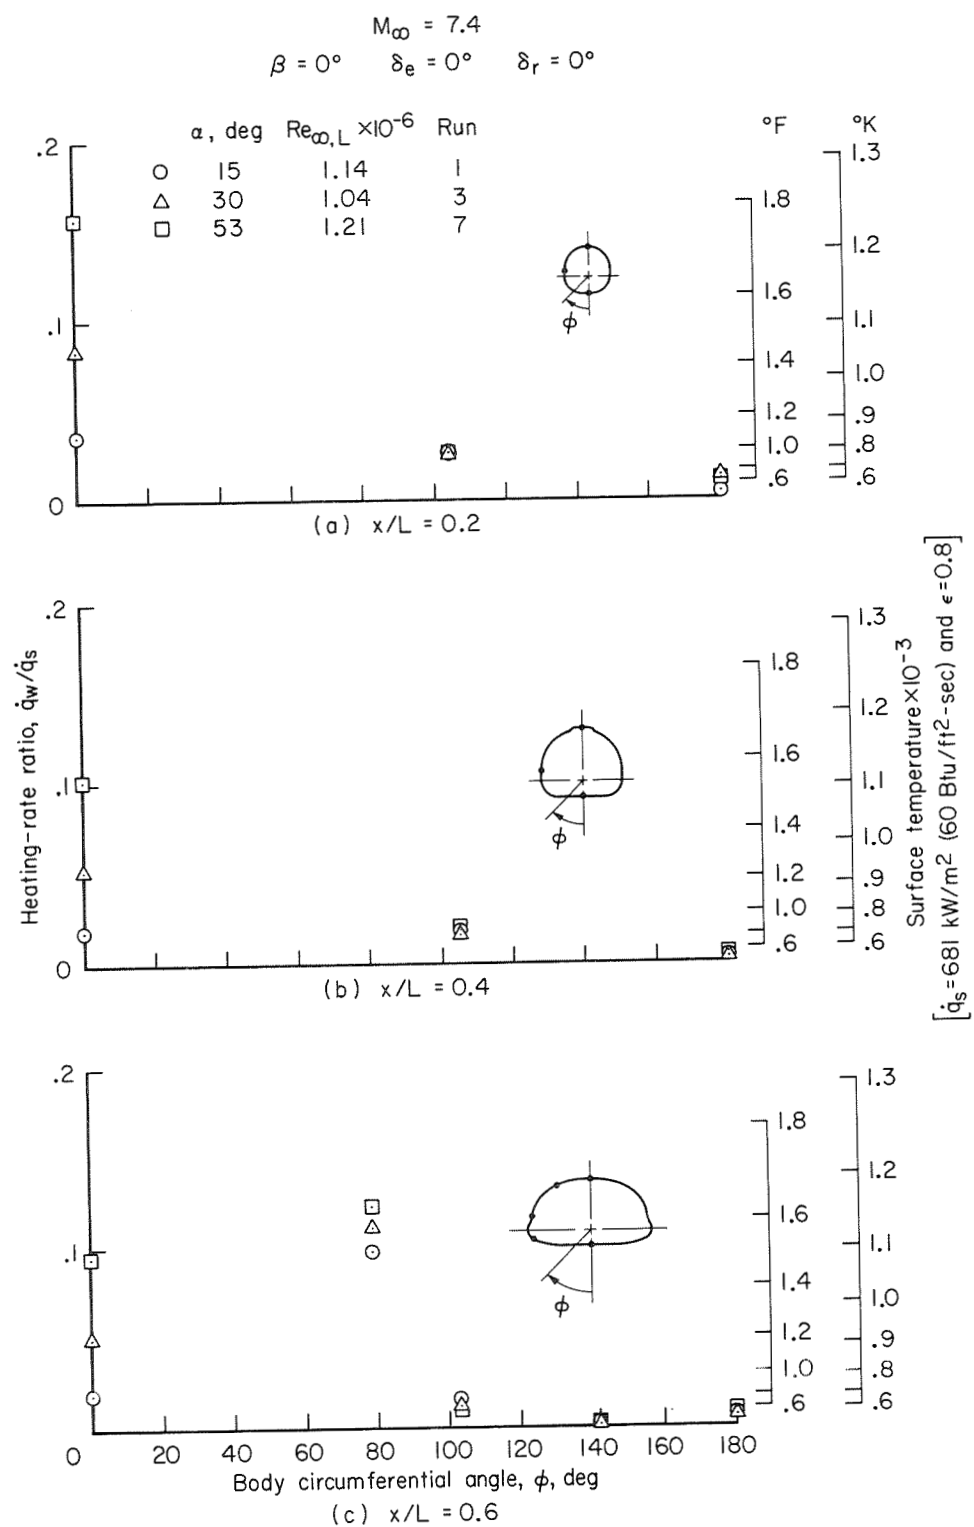 M∞ = 7.4
β = 0° δe = 0° δr = 0°
α, deg Re∞,L ×10⁻⁶ Run
15 1.14 1
30 1.04 3
53 1.21 7
°F °K
.2
.1
0
1.8
1.6
1.4
1.2
1.0
.6
1.3
1.2
1.1
1.0
.9
.8
.6
ϕ
(a) x/L = 0.2
Heating-rate ratio, q̇w/q̇s
.2
.1
0
1.8
1.6
1.4
1.2
1.0
.6
1.3
1.2
1.1
1.0
.9
.8
.6
ϕ
(b) x/L = 0.4
Surface temperature×10⁻³
[q̇s=681 kW/m² (60 Btu/ft²-sec) and ϵ=0.8]
.2
.1
1.8
1.6
1.4
1.2
1.0
.6
1.3
1.2
1.1
1.0
.9
.8
.6
ϕ
0 20 40 60 80 100 120 140 160 180
Body circumferential angle, ϕ, deg
(c) x/L = 0.6